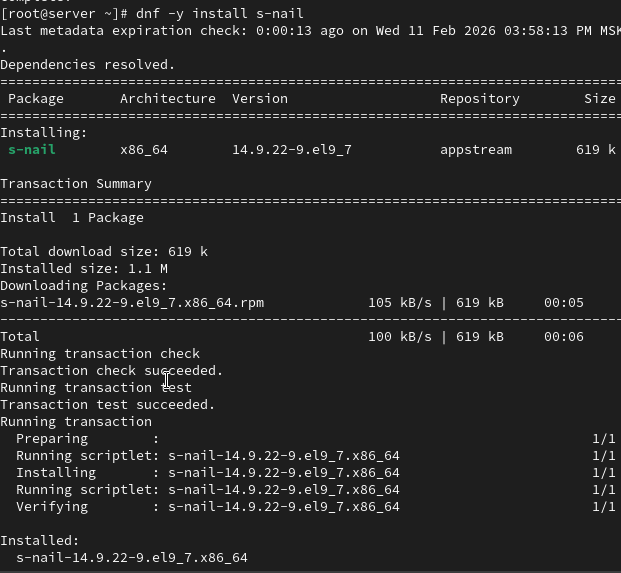 [root@server ~]# dnf -y install s-nail
Last metadata expiration check: 0:00:13 ago on Wed 11 Feb 2026 03:58:13 PM MSK
.
Dependencies resolved.
================================================================================
 Package       Architecture  Version                   Repository        Size
================================================================================
Installing:
 s-nail        x86_64        14.9.22-9.el9_7           appstream        619 k

Transaction Summary
================================================================================
Install  1 Package

Total download size: 619 k
Installed size: 1.1 M
Downloading Packages:
s-nail-14.9.22-9.el9_7.x86_64.rpm             105 kB/s | 619 kB     00:05
--------------------------------------------------------------------------------
Total                                         100 kB/s | 619 kB     00:06
Running transaction check
Transaction check succeeded.
Running transaction test
Transaction test succeeded.
Running transaction
  Preparing        :                                                      1/1
  Running scriptlet: s-nail-14.9.22-9.el9_7.x86_64                        1/1
  Installing       : s-nail-14.9.22-9.el9_7.x86_64                        1/1
  Running scriptlet: s-nail-14.9.22-9.el9_7.x86_64                        1/1
  Verifying        : s-nail-14.9.22-9.el9_7.x86_64                        1/1

Installed:
  s-nail-14.9.22-9.el9_7.x86_64